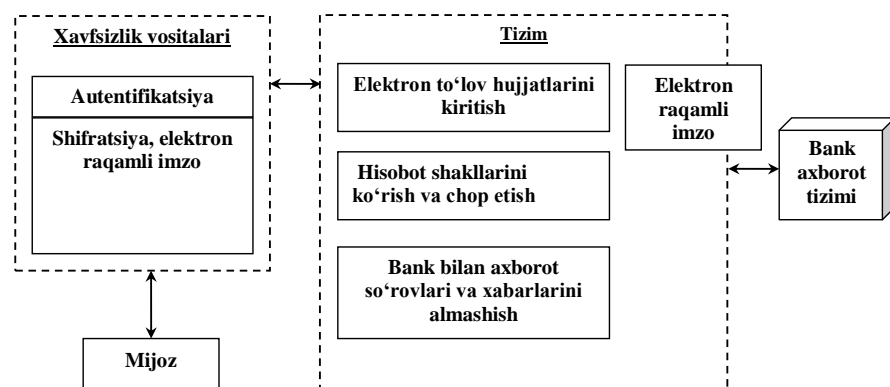 Xavfsizlik vositalari
Autentifikatsiya
Shifratsiya, elektron
raqamli imzo
Mijoz
Tizim
Elektron to‘lov hujjatlarini
kiritish
Hisobot shakllarini
ko‘rish va chop etish
Bank bilan axborot
so‘rovlari va xabarlarini
almashish
Elektron
raqamli
imzo
Bank
axborot
tizimi